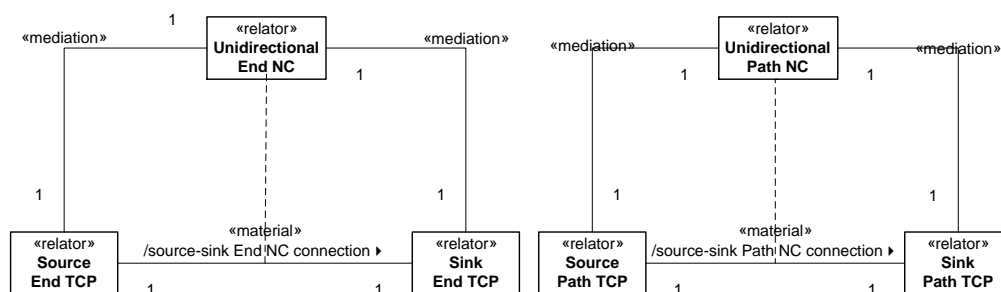 1
«relator»
Unidirectional
End NC
«mediation»
«mediation»
1
1
1
«relator»
Source
End TCP
«material»
/source-sink End NC connection
1
1
«relator»
Sink
End TCP
«relator»
Unidirectional
Path NC
«mediation»
«mediation»
1
1
1
1
«relator»
Source
Path TCP
«material»
/source-sink Path NC connection
1
1
«relator»
Sink
Path TCP